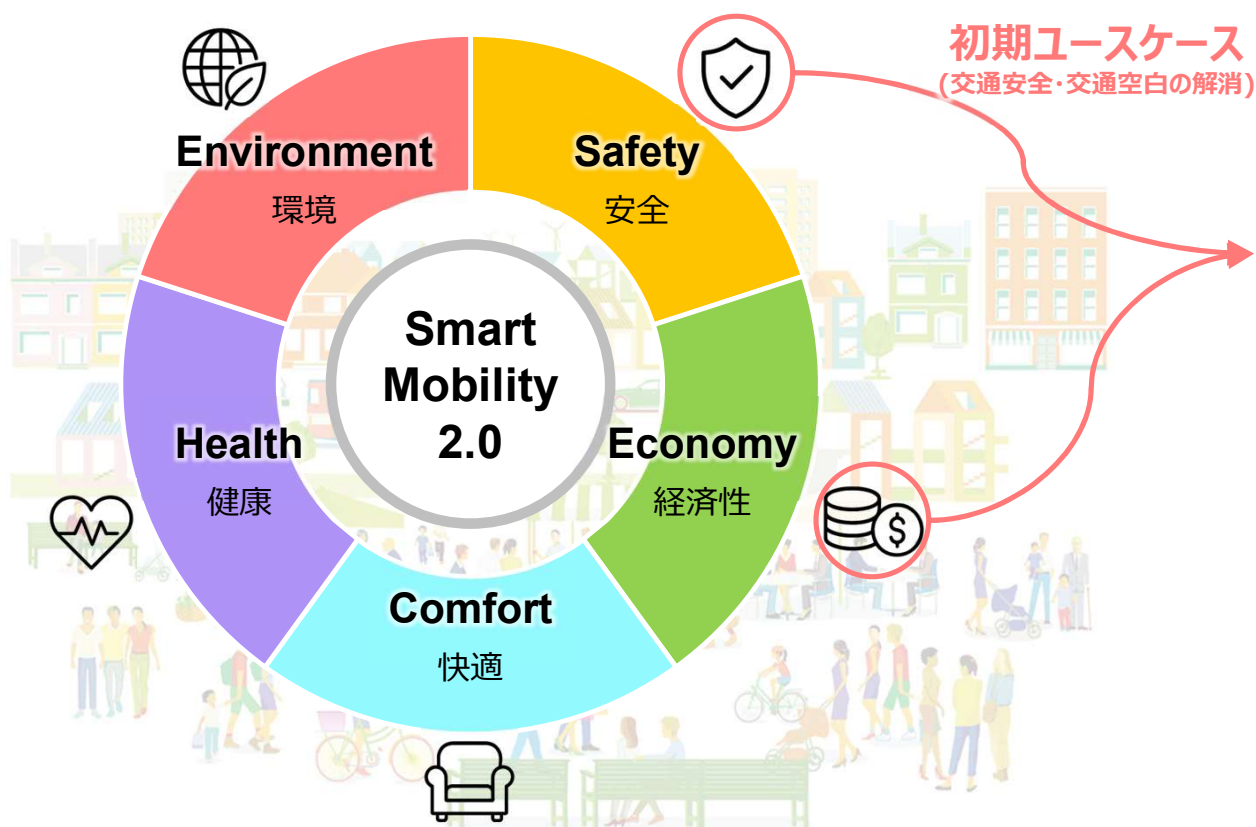 初期ユースケース
(交通安全･交通空白の解消)
Environment
環境
Safety
安全
Smart
Mobility
2.0
Health
健康
Economy
経済性
$
Comfort
快適